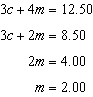 3c + 4m = 12.50
3c + 2m = 8.50
2m = 4.00
m = 2.00